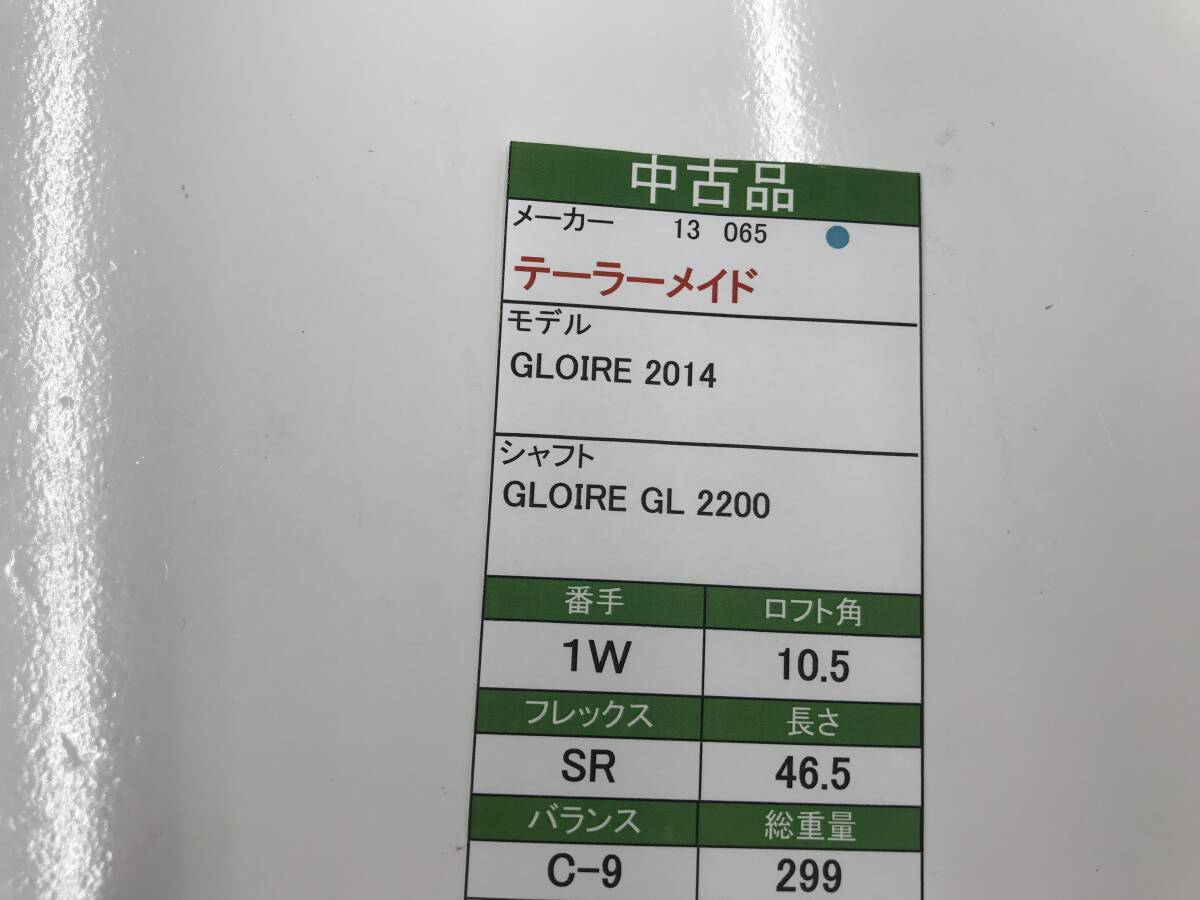 中古品
メーカー 13 065
テーラーメイド
モデル
GLOIRE 2014
シャフト
GLOIRE GL 2200
番手 ロフト角
1W 10.5
フレックス 長さ
SR 46.5
バランス 総重量
C-9 299